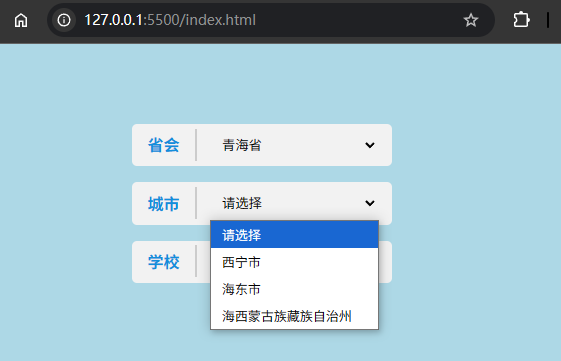 127.0.0.1:5500/index.html
省会 青海省
城市 请选择
请选择
西宁市
学校
海东市
海西蒙古族藏族自治州